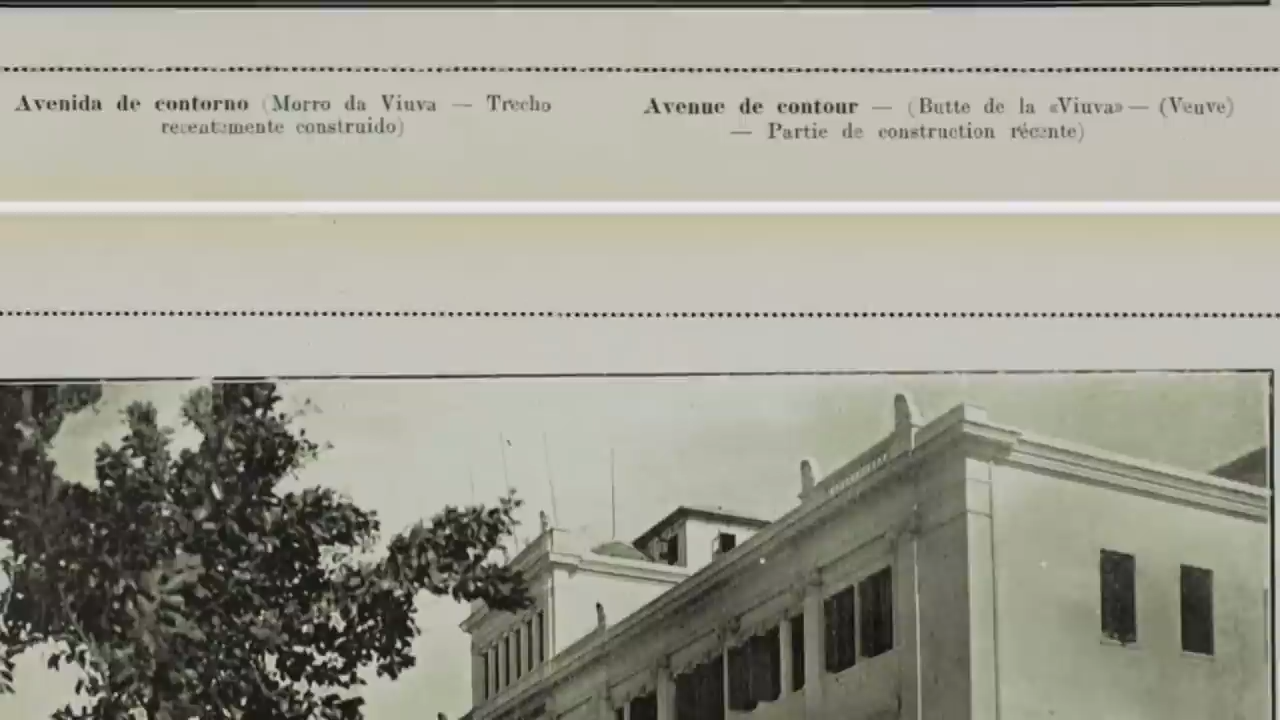 Avenida de contorno (Morro da Viuva — Trecho
recentemente construido)
Avenue de contour — (Butte de la «Viuva» — (Veuve)
— Partie de construction récente)